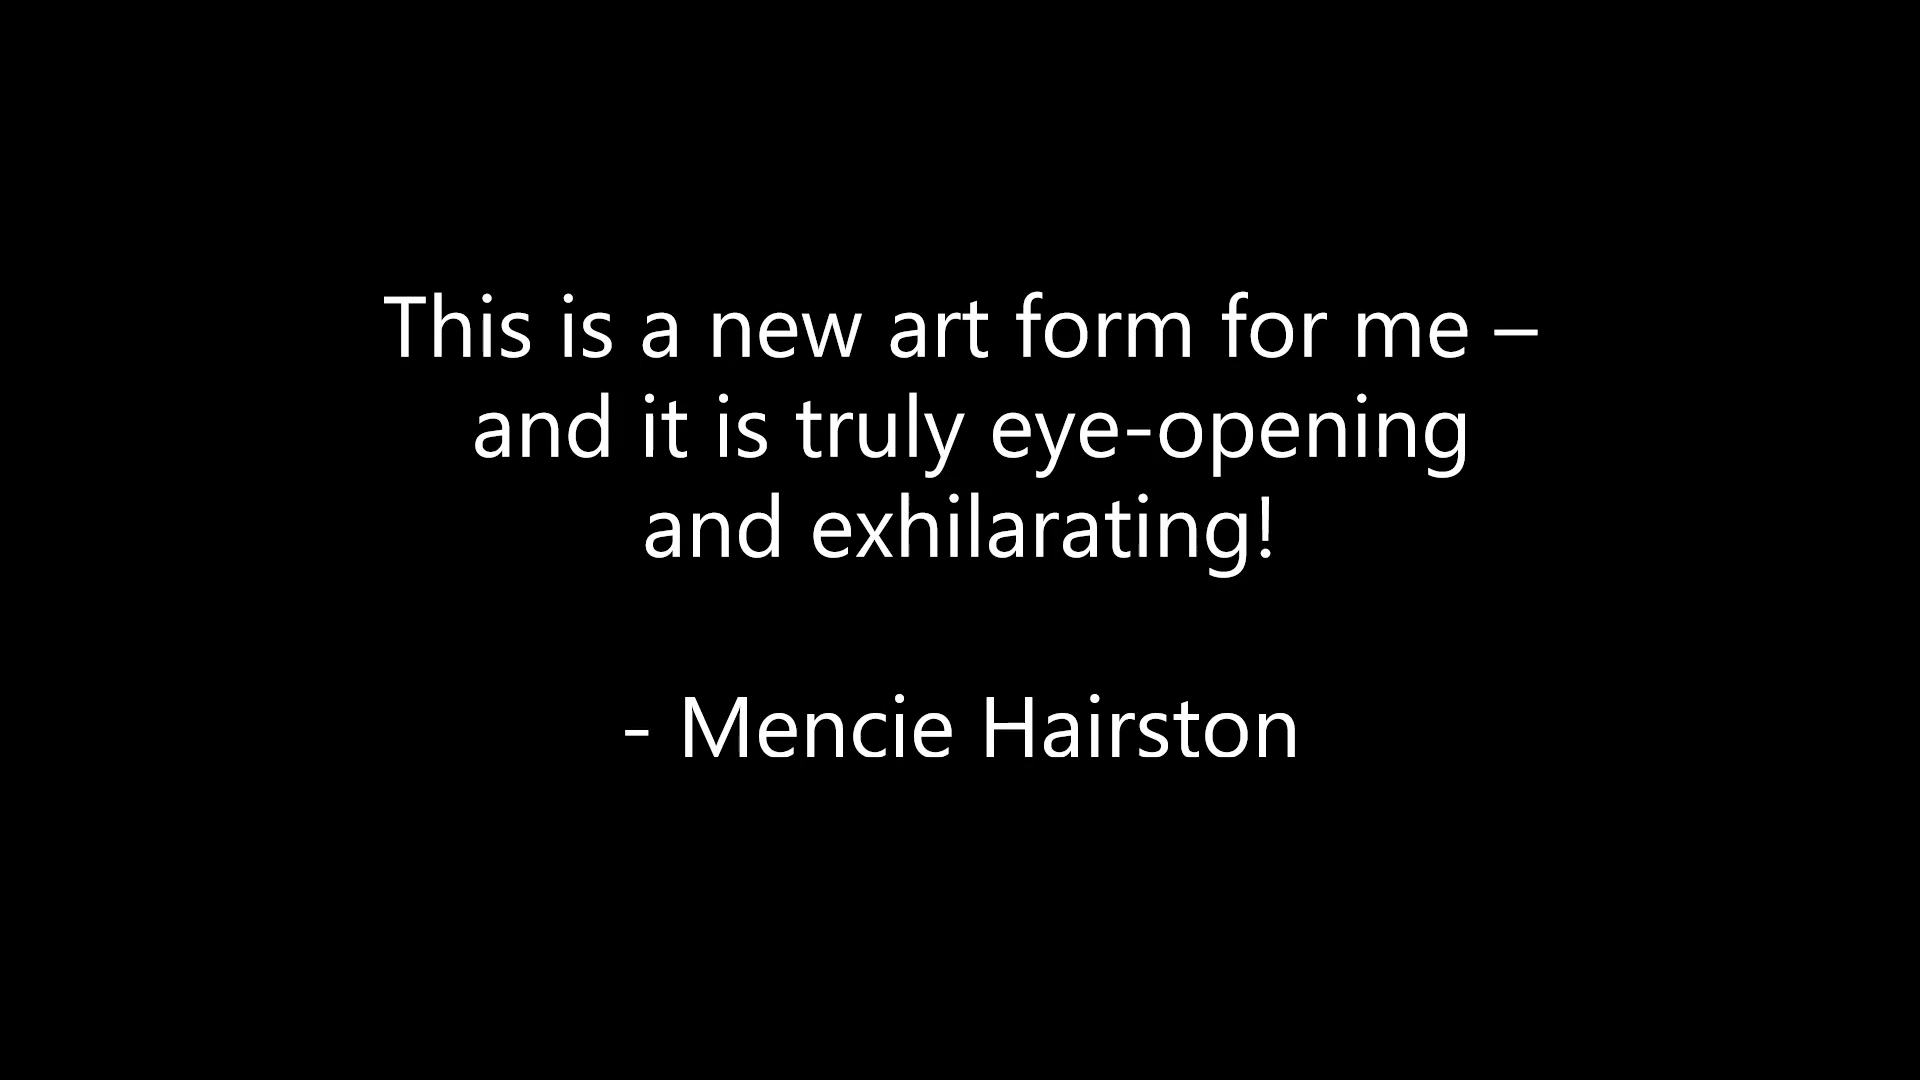 This is a new art form for me –
and it is truly eye-opening
and exhilarating!
- Mencie Hairston